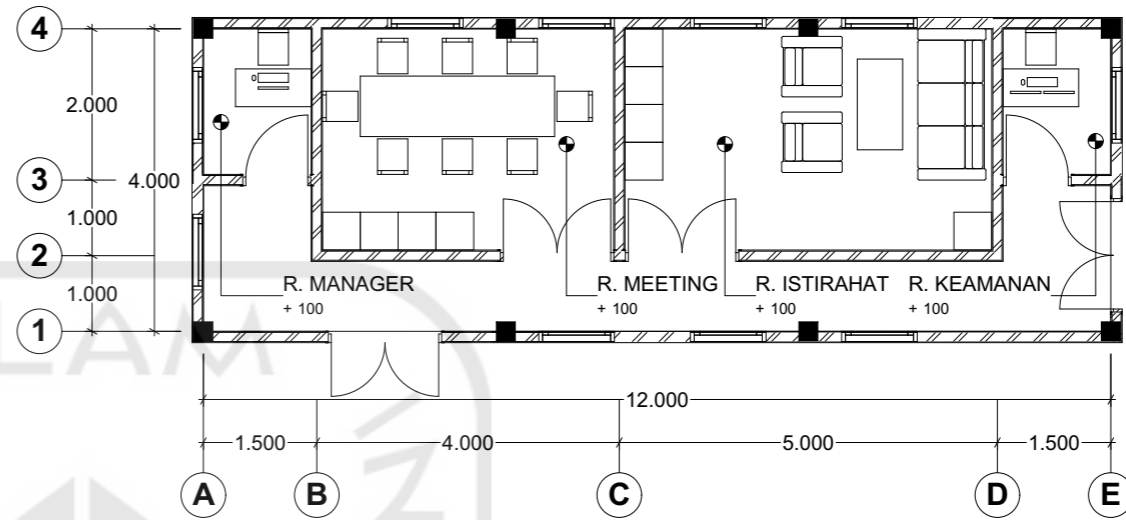 4
2.000
3
4.000
1.000
2
1.000
1
R. MANAGER
+ 100
R. MEETING
+ 100
R. ISTIRAHAT
+ 100
R. KEAMANAN
+ 100
LAM
12.000
1.500
4.000
5.000
1.500
A
B
C
D
E